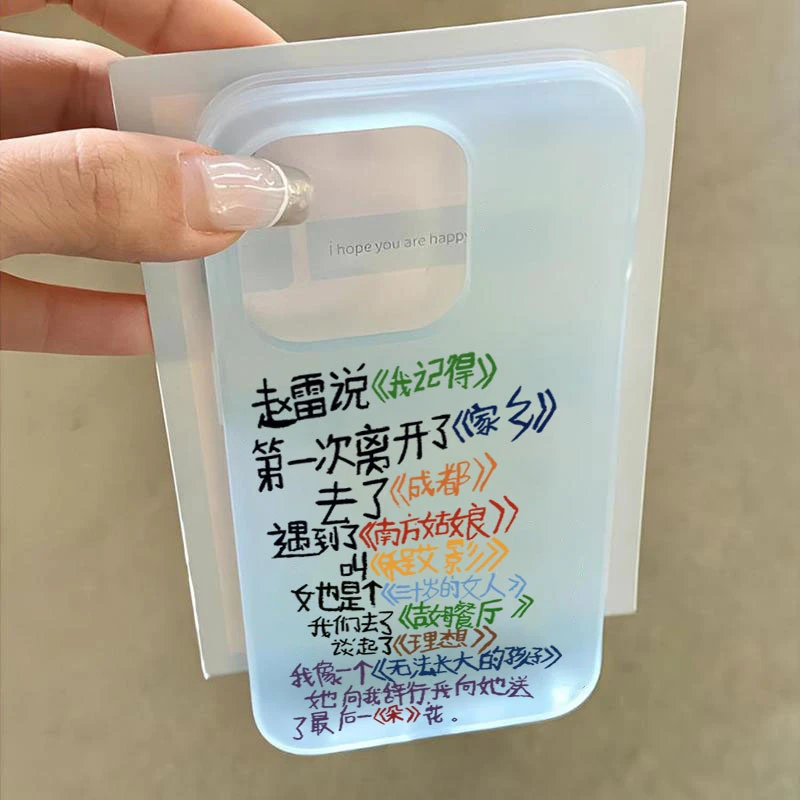 i hope you are happy
赵雷说《我记得》
第一次离开了《家乡》
去了《成都》
遇到了《南方姑娘》
叫《程艾影》
她是个《三十岁的女人》
我们去了《吉姆餐厅》
谈起了《理想》
我像一个《无法长大的孩子》
她向我辞行,我向她送
了最后一《朵》花。